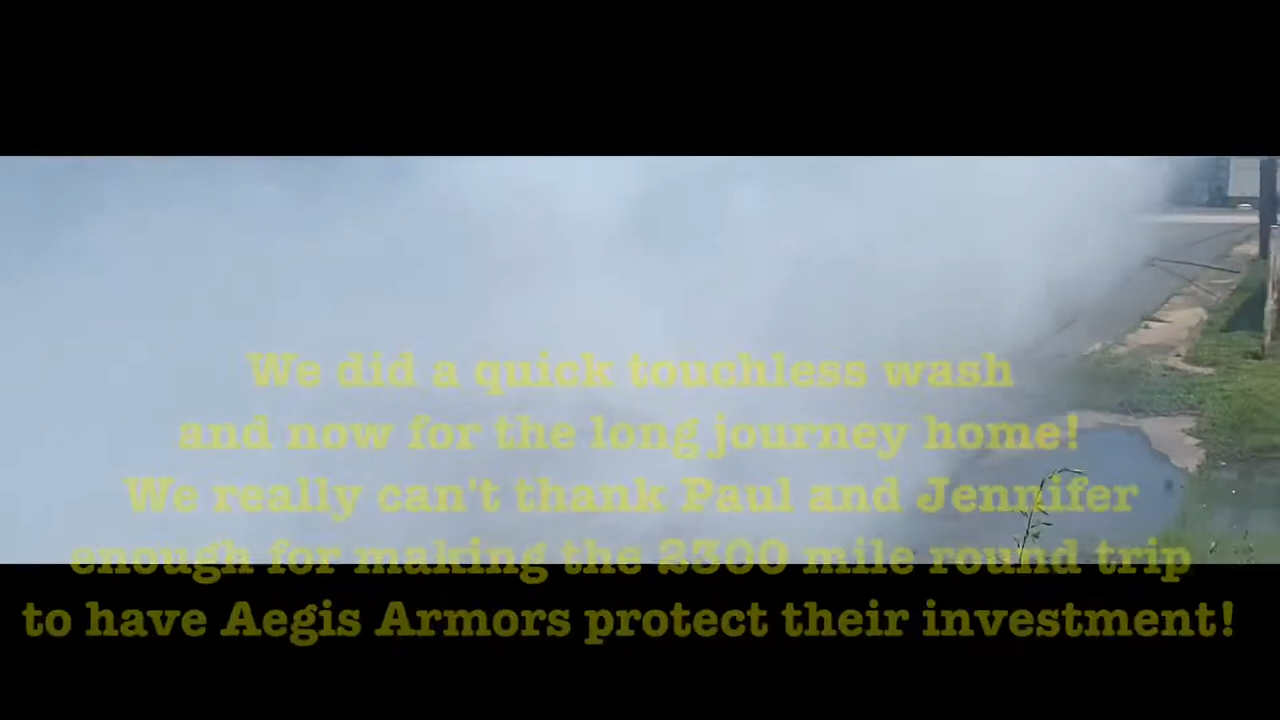 We did a quick touchless wash
and now for the long journey home!
We really can't thank Paul and Jennifer
enough for making the 2300 mile round trip
to have Aegis Armors protect their investment!